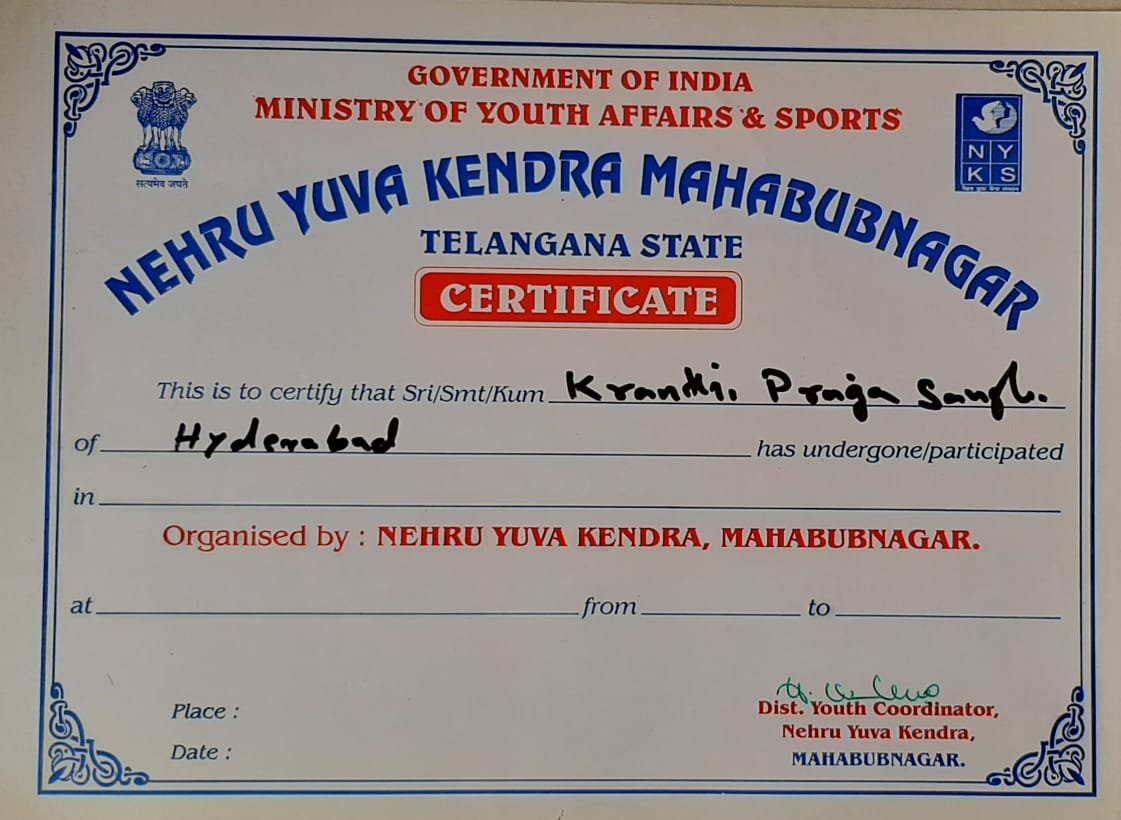 GOVERNMENT OF INDIA
MINISTRY OF YOUTH AFFAIRS & SPORTS
सत्यमेव जयते
N Y
K S
NEHRU YUVA KENDRA MAHABUBNAGAR
TELANGANA STATE
CERTIFICATE
This is to certify that Sri/Smt/Kum Kranthi. Praja Sangh.
of Hyderabad has undergone/participated
in
Organised by : NEHRU YUVA KENDRA, MAHABUBNAGAR.
at from to
Place :
Date :
Dist. Youth Coordinator,
Nehru Yuva Kendra,
MAHABUBNAGAR.